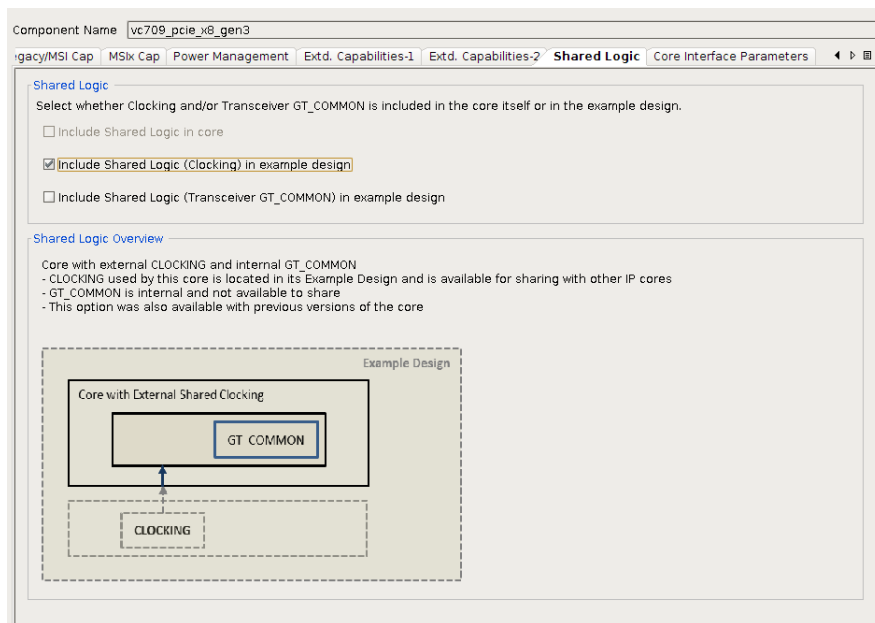 Component Name vc709_pcie_x8_gen3
gacy/MSI Cap MSIx Cap Power Management Extd. Capabilities-1 Extd. Capabilities-2 Shared Logic Core Interface Parameters
Shared Logic
Select whether Clocking and/or Transceiver GT_COMMON is included in the core itself or in the example design.
Include Shared Logic in core
Include Shared Logic (Clocking) in example design
Include Shared Logic (Transceiver GT_COMMON) in example design
Shared Logic Overview
Core with external CLOCKING and internal GT_COMMON
- CLOCKING used by this core is located in its Example Design and is available for sharing with other IP cores
- GT_COMMON is internal and not available to share
- This option was also available with previous versions of the core
Example Design
Core with External Shared Clocking
GT COMMON
CLOCKING